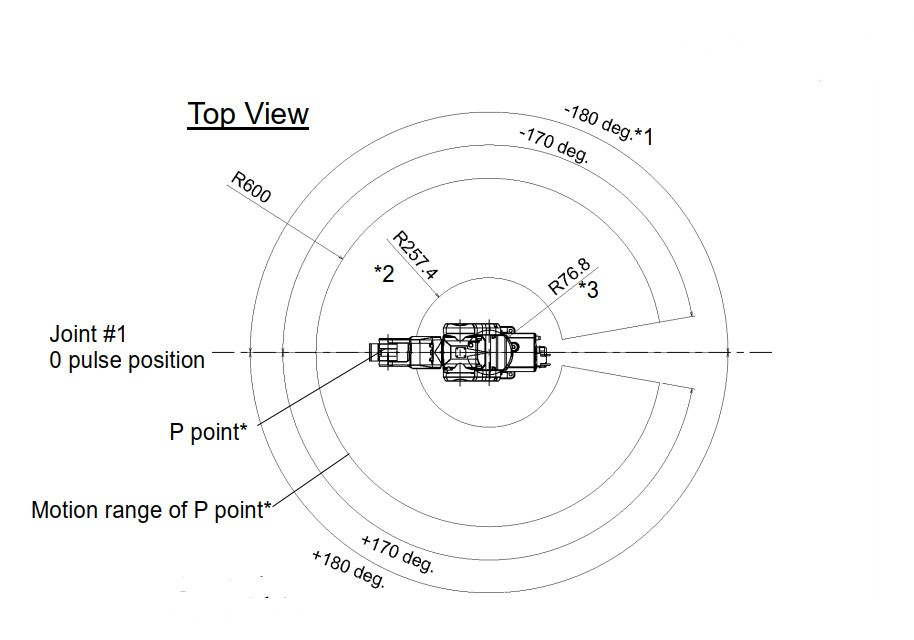 Top View
-180 deg.*1
-170 deg.
R600
R257.4
*2
R76.8
*3
Joint #1
0 pulse position
P point*
Motion range of P point*
+170 deg.
+180 deg.